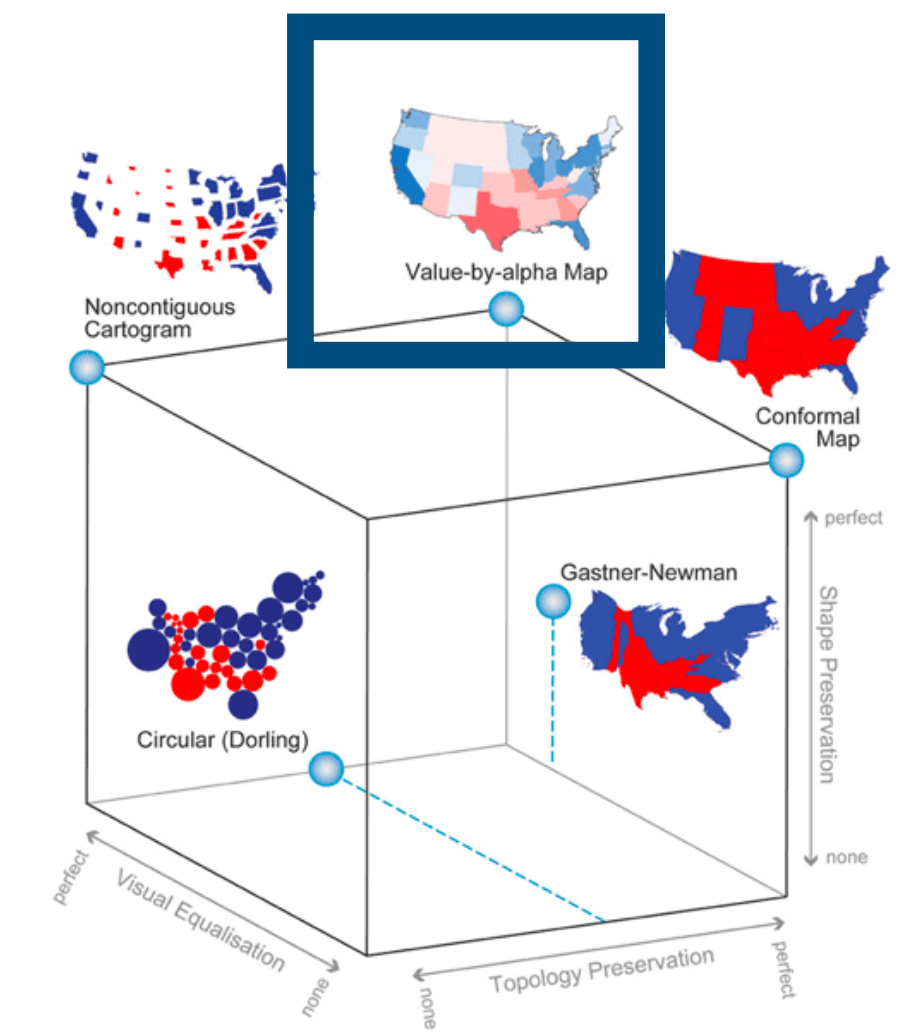 Value-by-alpha Map
Noncontiguous
Cartogram
Conformal
Map
perfect
Gastner-Newman
Shape Preservation
Circular (Dorling)
none
perfect
Visual Equalisation
none
Topology Preservation
none
perfect